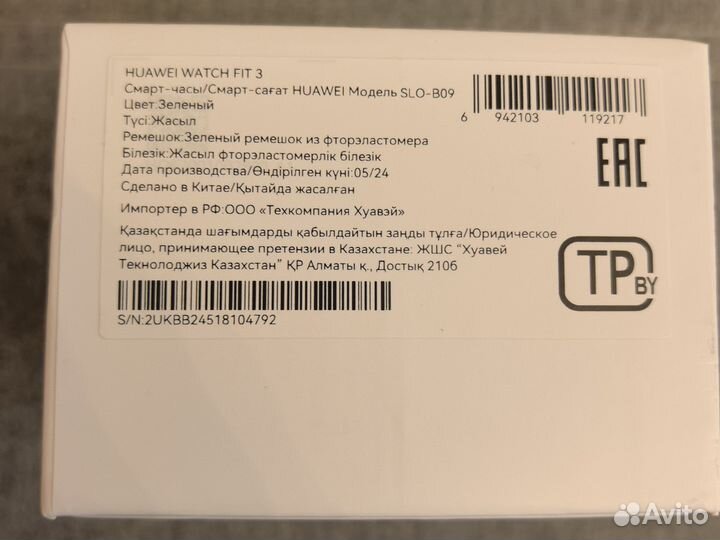 HUAWEI WATCH FIT 3
Смарт-часы/Смарт-сағат HUAWEI Модель SLO-B09
Цвет:Зеленый
Түсі:Жасыл
Ремешок:Зеленый ремешок из фторэластомера
Білезік:Жасыл фторэластомерлік білезік
Дата производства/Өндірілген күні:05/24
Сделано в Китае/Қытайда жасалған
Импортер в РФ:ООО «Техкомпания Хуавэй»
Қазақстанда шағымдарды қабылдайтын заңды тұлға/Юридическое
лицо, принимающее претензии в Казахстане: ЖШС “Хуавей
Текнолоджиз Казахстан” ҚР Алматы қ., Достық 210б
S/N:2UKBB24518104792
6 942103 119217
EAC
TP BY
Avito